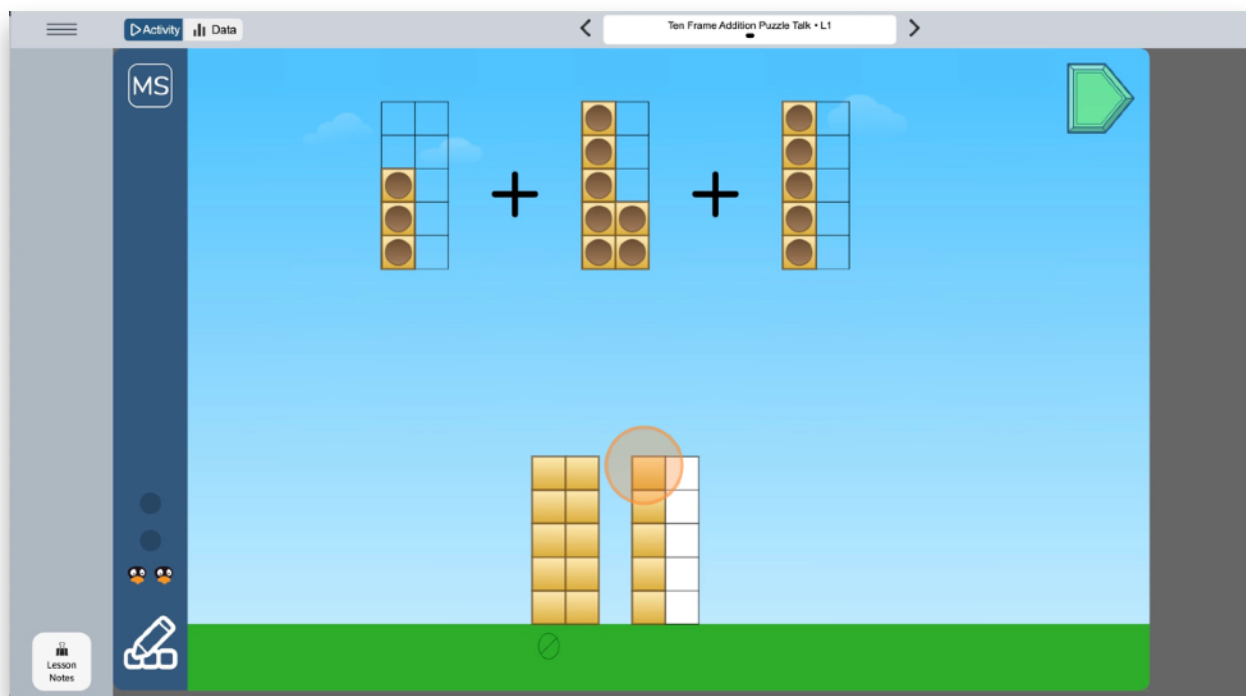 Activity Data
Ten Frame Addition Puzzle Talk • L1
MS
+ +
Lesson
Notes